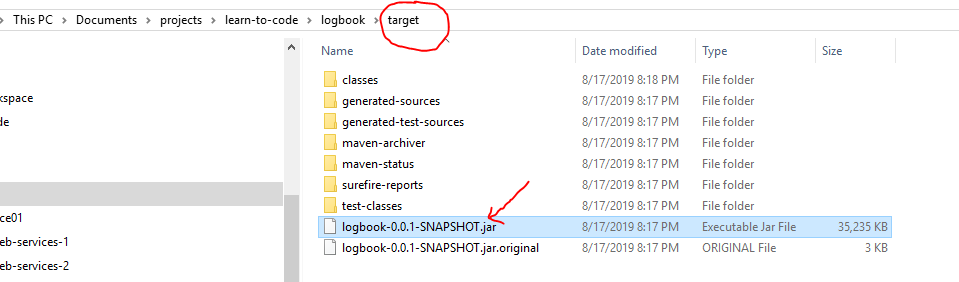 This PC > Documents > projects > learn-to-code > logbook > target
Name Date modified Type Size
classes 8/17/2019 8:18 PM File folder
kspace generated-sources 8/17/2019 8:17 PM File folder
de generated-test-sources 8/17/2019 8:17 PM File folder
maven-archiver 8/17/2019 8:17 PM File folder
maven-status 8/17/2019 8:17 PM File folder
surefire-reports 8/17/2019 8:17 PM File folder
test-classes 8/17/2019 8:17 PM File folder
ce01 logbook-0.0.1-SNAPSHOT.jar 8/17/2019 8:17 PM Executable Jar File 35,235 KB
eb-services-1 logbook-0.0.1-SNAPSHOT.jar.original 8/17/2019 8:17 PM ORIGINAL File 3 KB
eb-services-2